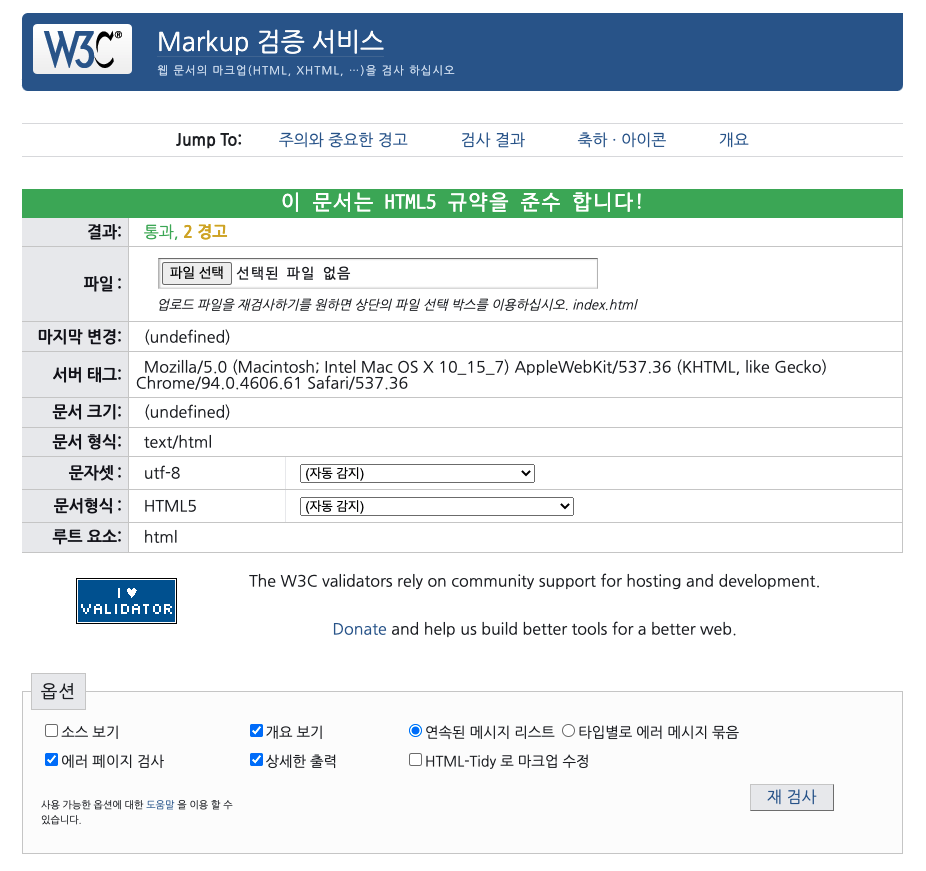 W3C®
Markup 검증 서비스
웹 문서의 마크업(HTML, XHTML, …)을 검사 하십시오
Jump To: 주의와 중요한 경고 검사 결과 축하 · 아이콘 개요
이 문서는 HTML5 규약을 준수 합니다!
결과: 통과, 2 경고
파일 : 파일 선택 선택된 파일 없음
업로드 파일을 재검사하기를 원하면 상단의 파일 선택 박스를 이용하십시오. index.html
마지막 변경: (undefined)
서버 태그: Mozilla/5.0 (Macintosh; Intel Mac OS X 10_15_7) AppleWebKit/537.36 (KHTML, like Gecko)
Chrome/94.0.4606.61 Safari/537.36
문서 크기: (undefined)
문서 형식: text/html
문자셋 : utf-8 (자동 감지)
문서형식 : HTML5 (자동 감지)
루트 요소: html
I ♥
VALIDATOR
The W3C validators rely on community support for hosting and development.
Donate and help us build better tools for a better web.
옵션
소스 보기 개요 보기 연속된 메시지 리스트 타입별로 에러 메시지 묶음
에러 페이지 검사 상세한 출력 HTML-Tidy 로 마크업 수정
사용 가능한 옵션에 대한 도움말 을 이용 할 수
있습니다.
재 검사